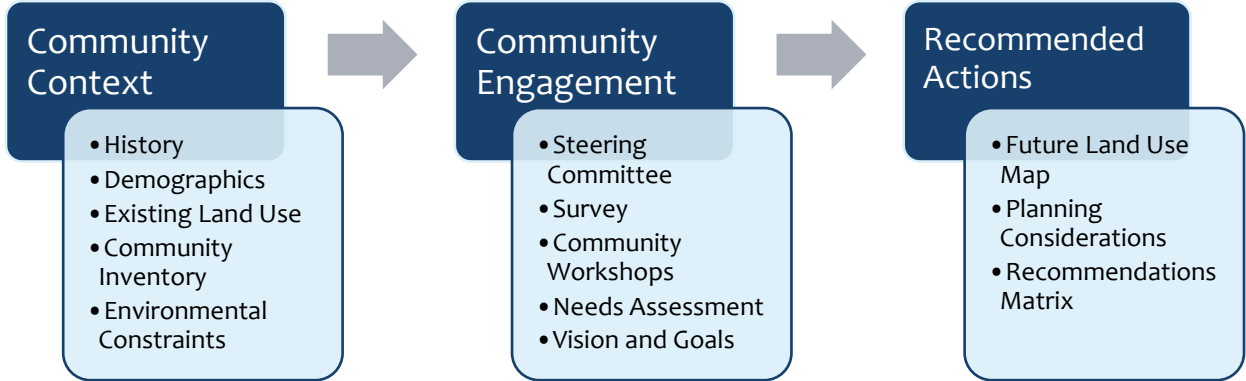 Community
Context
• History
• Demographics
• Existing Land Use
• Community
Inventory
• Environmental
Constraints
Community
Engagement
• Steering
Committee
• Survey
• Community
Workshops
• Needs Assessment
• Vision and Goals
Recommended
Actions
• Future Land Use
Map
• Planning
Considerations
• Recommendations
Matrix